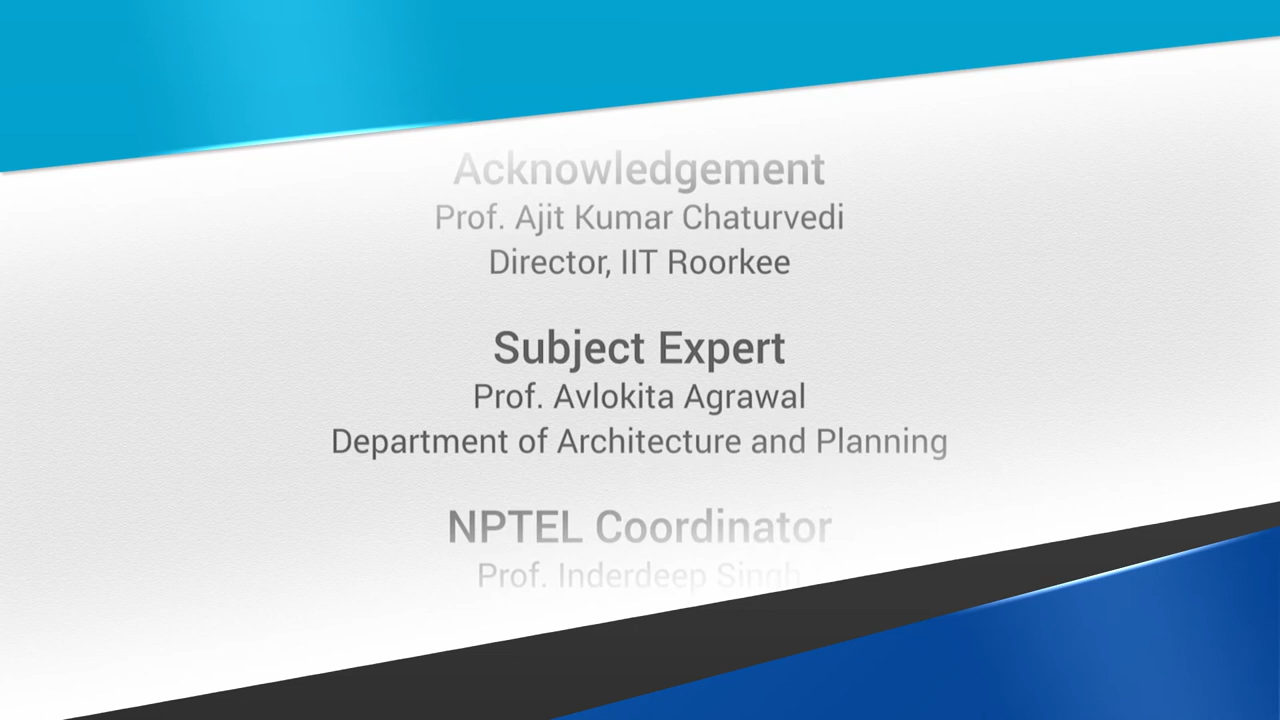 Acknowledgement
Prof. Ajit Kumar Chaturvedi
Director, IIT Roorkee
Subject Expert
Prof. Avlokita Agrawal
Department of Architecture and Planning
NPTEL Coordinator
Prof. Inderdeep Singh